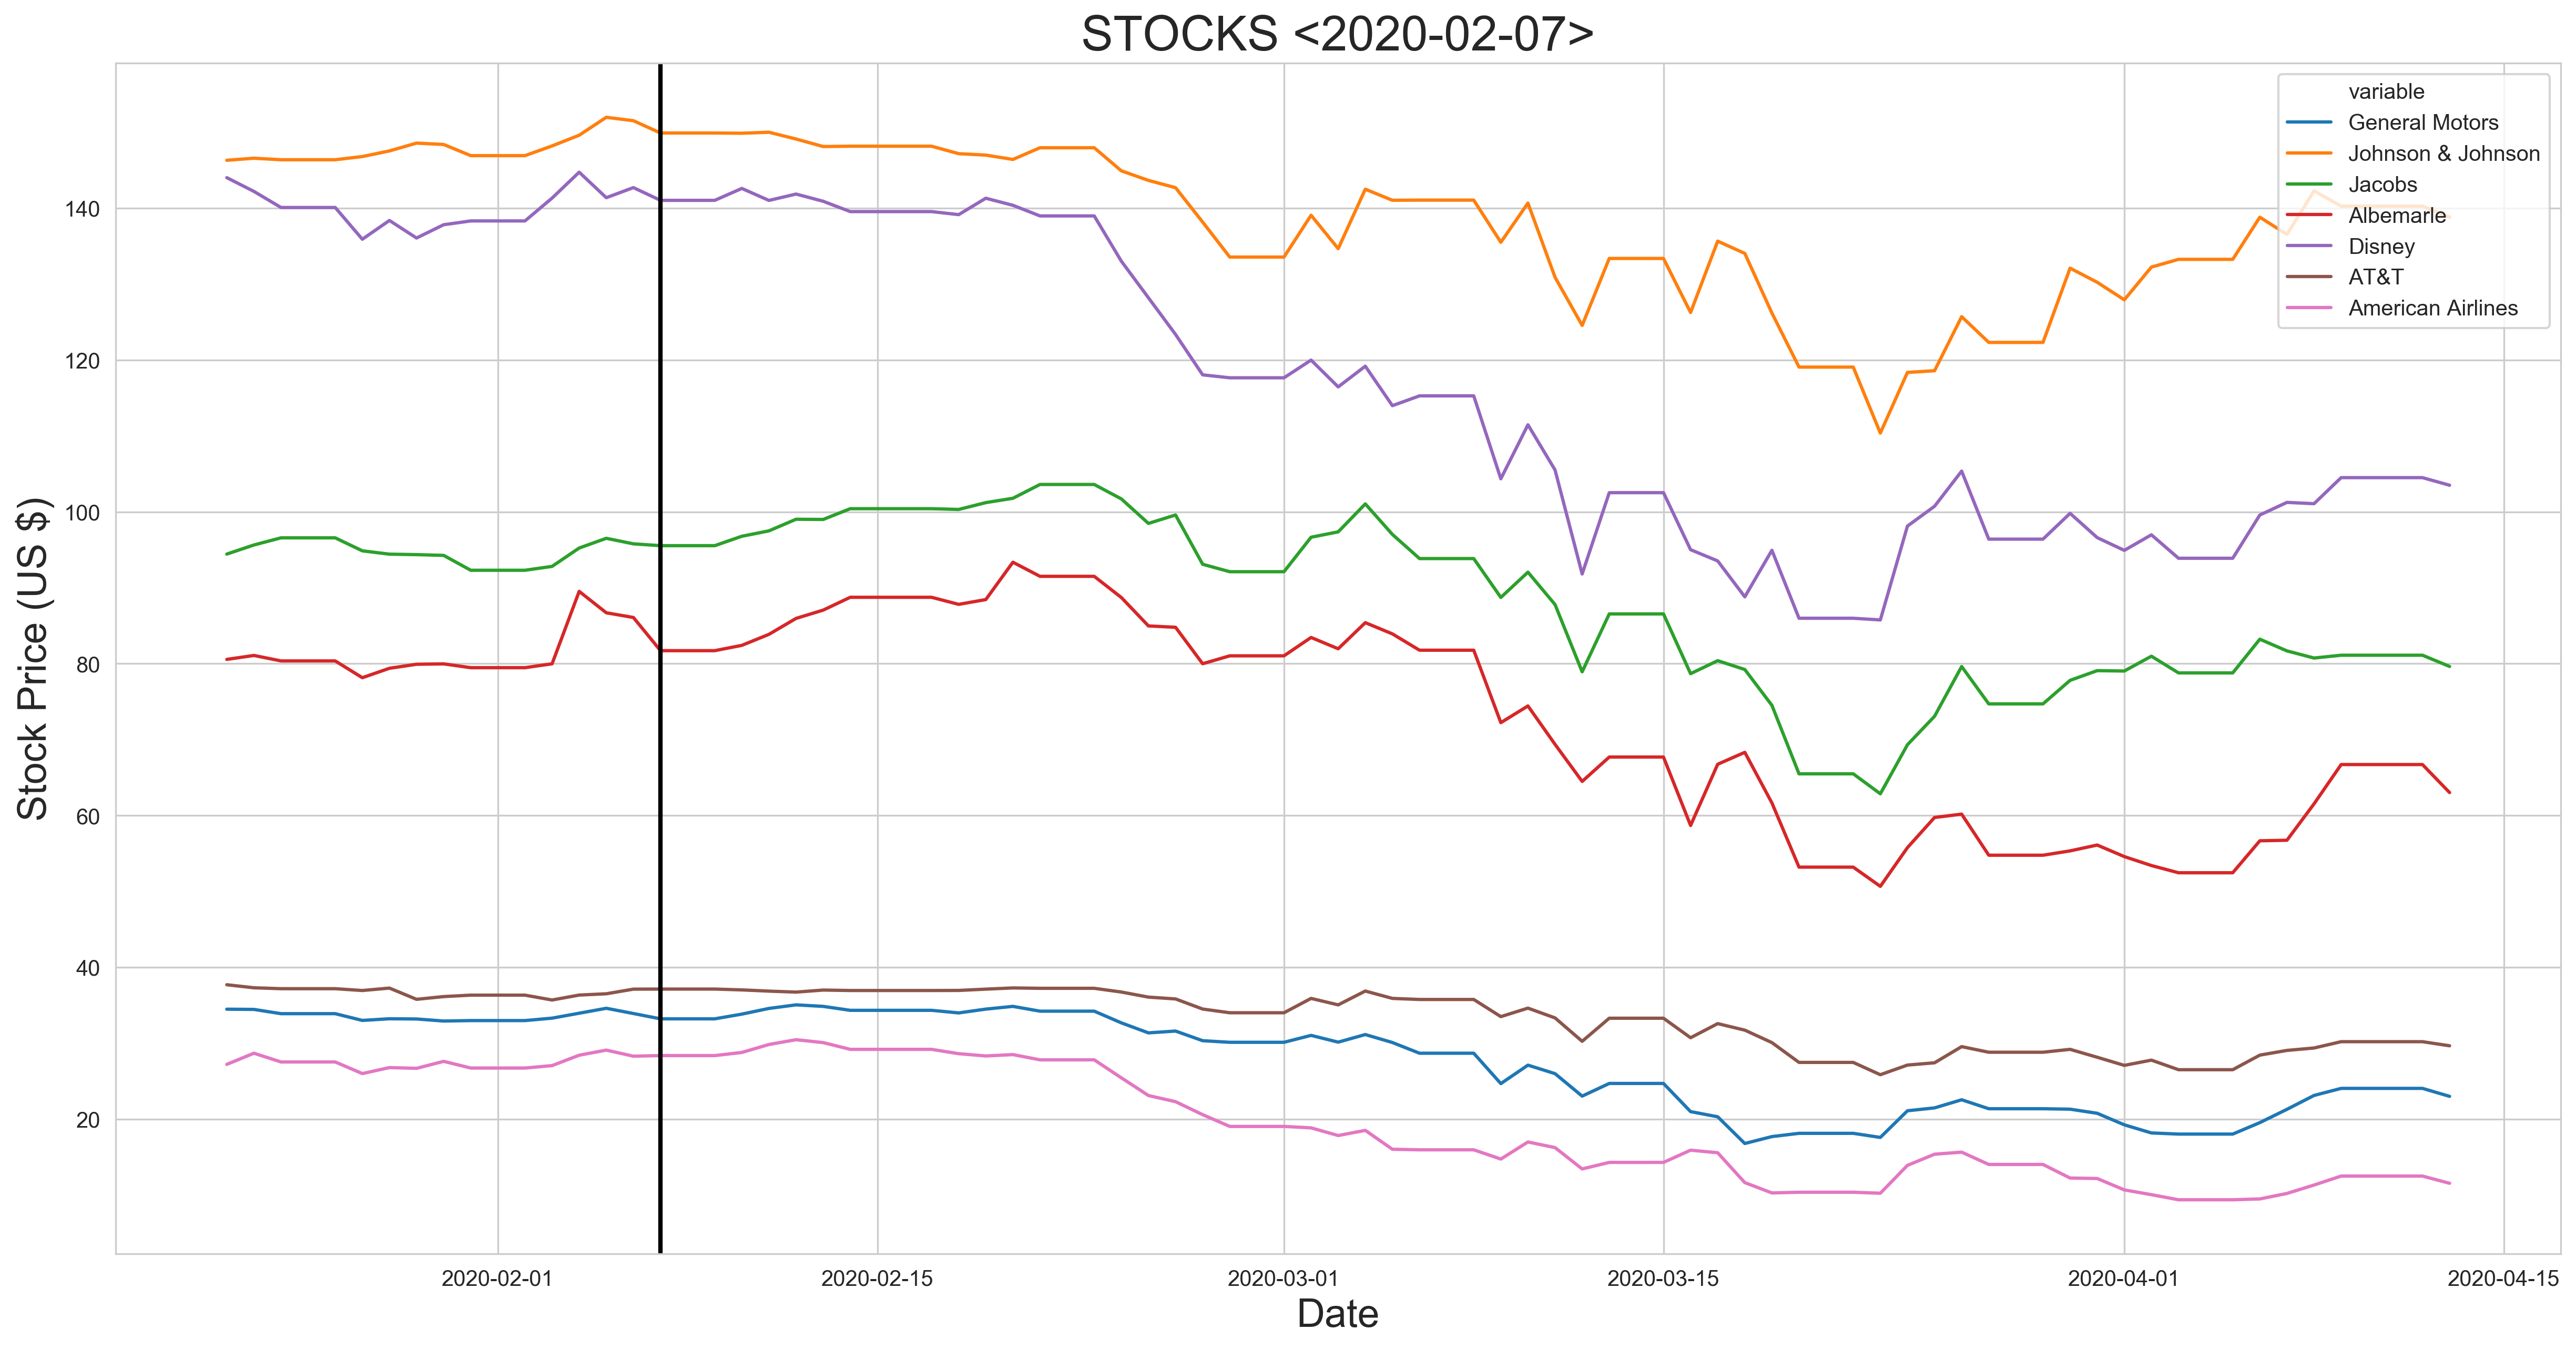 STOCKS <2020-02-07>
variable
General Motors
Johnson & Johnson
Jacobs
Albemarle
Disney
AT&T
American Airlines
Stock Price (US $)
140
120
100
80
60
40
20
2020-02-01 2020-02-15 2020-03-01 2020-03-15 2020-04-01 2020-04-15
Date